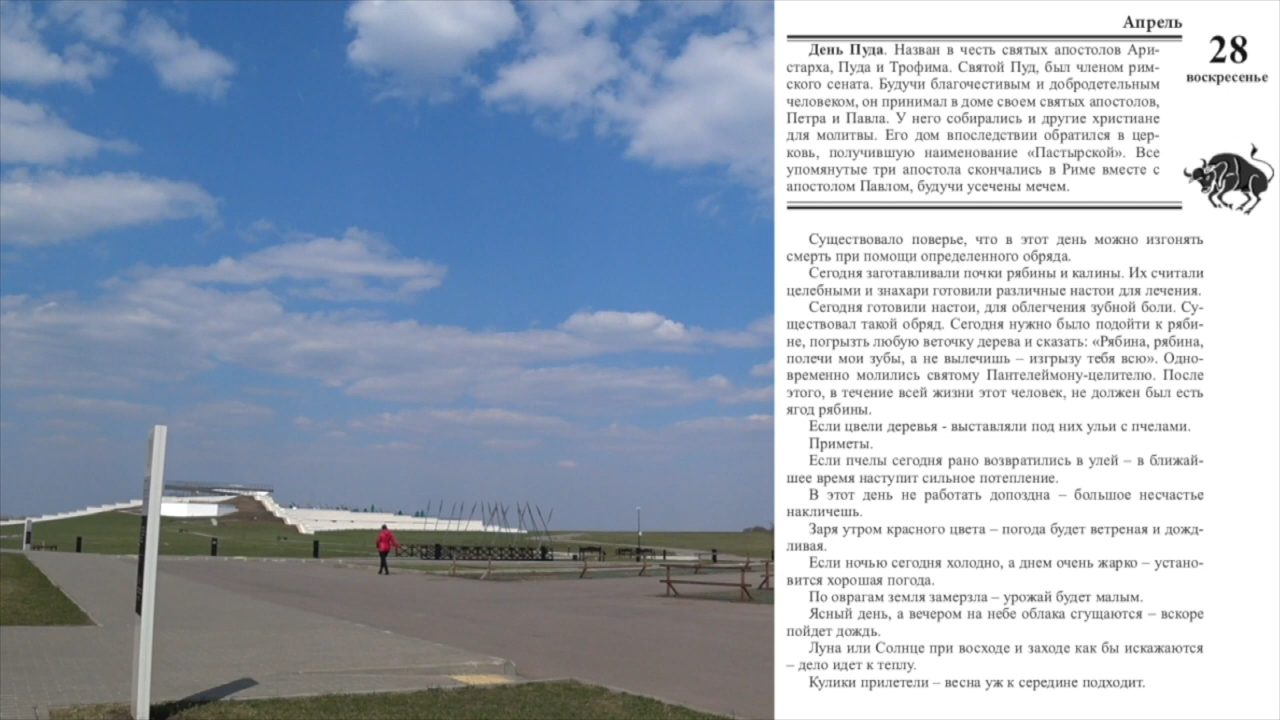 Апрель
28
воскресенье
День Пуда. Назван в честь святых апостолов Ари-
старха, Пуда и Трофима. Святой Пуд, был членом рим-
ского сената. Будучи благочестивым и добродетельным
человеком, он принимал в доме своем святых апостолов,
Петра и Павла. У него собирались и другие христиане
для молитвы. Его дом впоследствии обратился в цер-
ковь, получившую наименование «Пастырской». Все
упомянутые три апостола скончались в Риме вместе с
апостолом Павлом, будучи усечены мечем.
Существовало поверье, что в этот день можно изгонять
смерть при помощи определенного обряда.
Сегодня заготавливали почки рябины и калины. Их считали
целебными и знахари готовили различные настои для лечения.
Сегодня готовили настои, для облегчения зубной боли. Су-
ществовал такой обряд. Сегодня нужно было подойти к ряби-
не, погрызть любую веточку дерева и сказать: «Рябина, рябина,
полечи мои зубы, а не вылечишь – изгрызу тебя всю». Одно-
временно молились святому Пантелеймону-целителю. После
этого, в течение всей жизни этот человек, не должен был есть
ягод рябины.
Если цвели деревья - выставляли под них ульи с пчелами.
Приметы.
Если пчелы сегодня рано возвратились в улей – в ближай-
шее время наступит сильное потепление.
В этот день не работать допоздна – большое несчастье
накличешь.
Заря утром красного цвета – погода будет ветреная и дожд-
ливая.
Если ночью сегодня холодно, а днем очень жарко – устано-
вится хорошая погода.
По оврагам земля замерзла – урожай будет малым.
Ясный день, а вечером на небе облака сгущаются – вскоре
пойдет дождь.
Луна или Солнце при восходе и заходе как бы искажаются
– дело идет к теплу.
Кулики прилетели – весна уж к середине подходит.